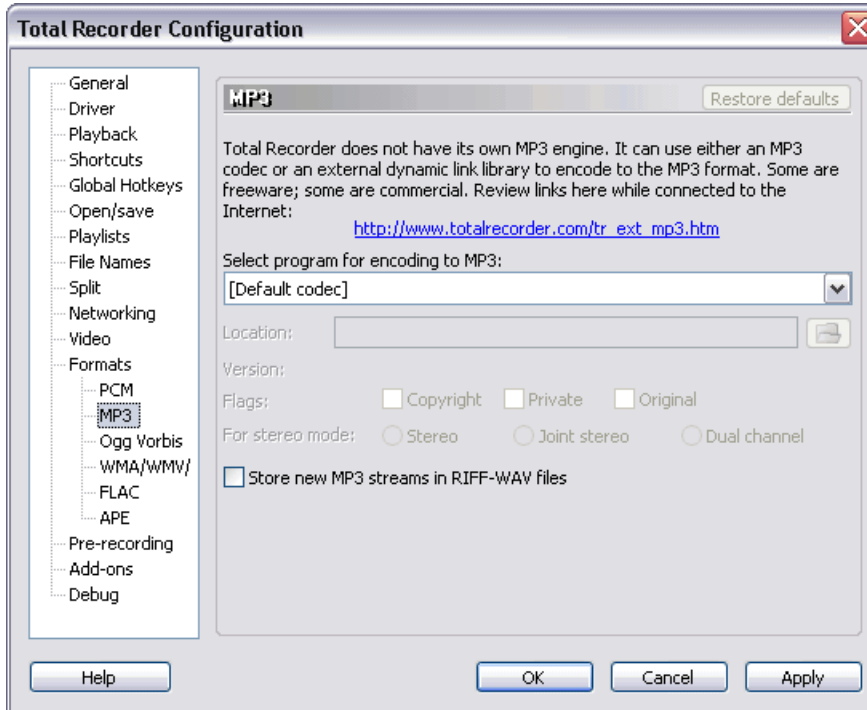 Total Recorder Configuration
General
Driver
Playback
Shortcuts
Global Hotkeys
Open/save
Playlists
File Names
Split
Networking
Video
Formats
PCM
MP3
Ogg Vorbis
WMA/WMV/
FLAC
APE
Pre-recording
Add-ons
Debug
MP3
Restore defaults
Total Recorder does not have its own MP3 engine. It can use either an MP3
codec or an external dynamic link library to encode to the MP3 format. Some are
freeware; some are commercial. Review links here while connected to the
Internet:
http://www.totalrecorder.com/tr_ext_mp3.htm
Select program for encoding to MP3:
[Default codec]
Location:
Version:
Flags: Copyright Private Original
For stereo mode: Stereo Joint stereo Dual channel
Store new MP3 streams in RIFF-WAV files
Help OK Cancel Apply